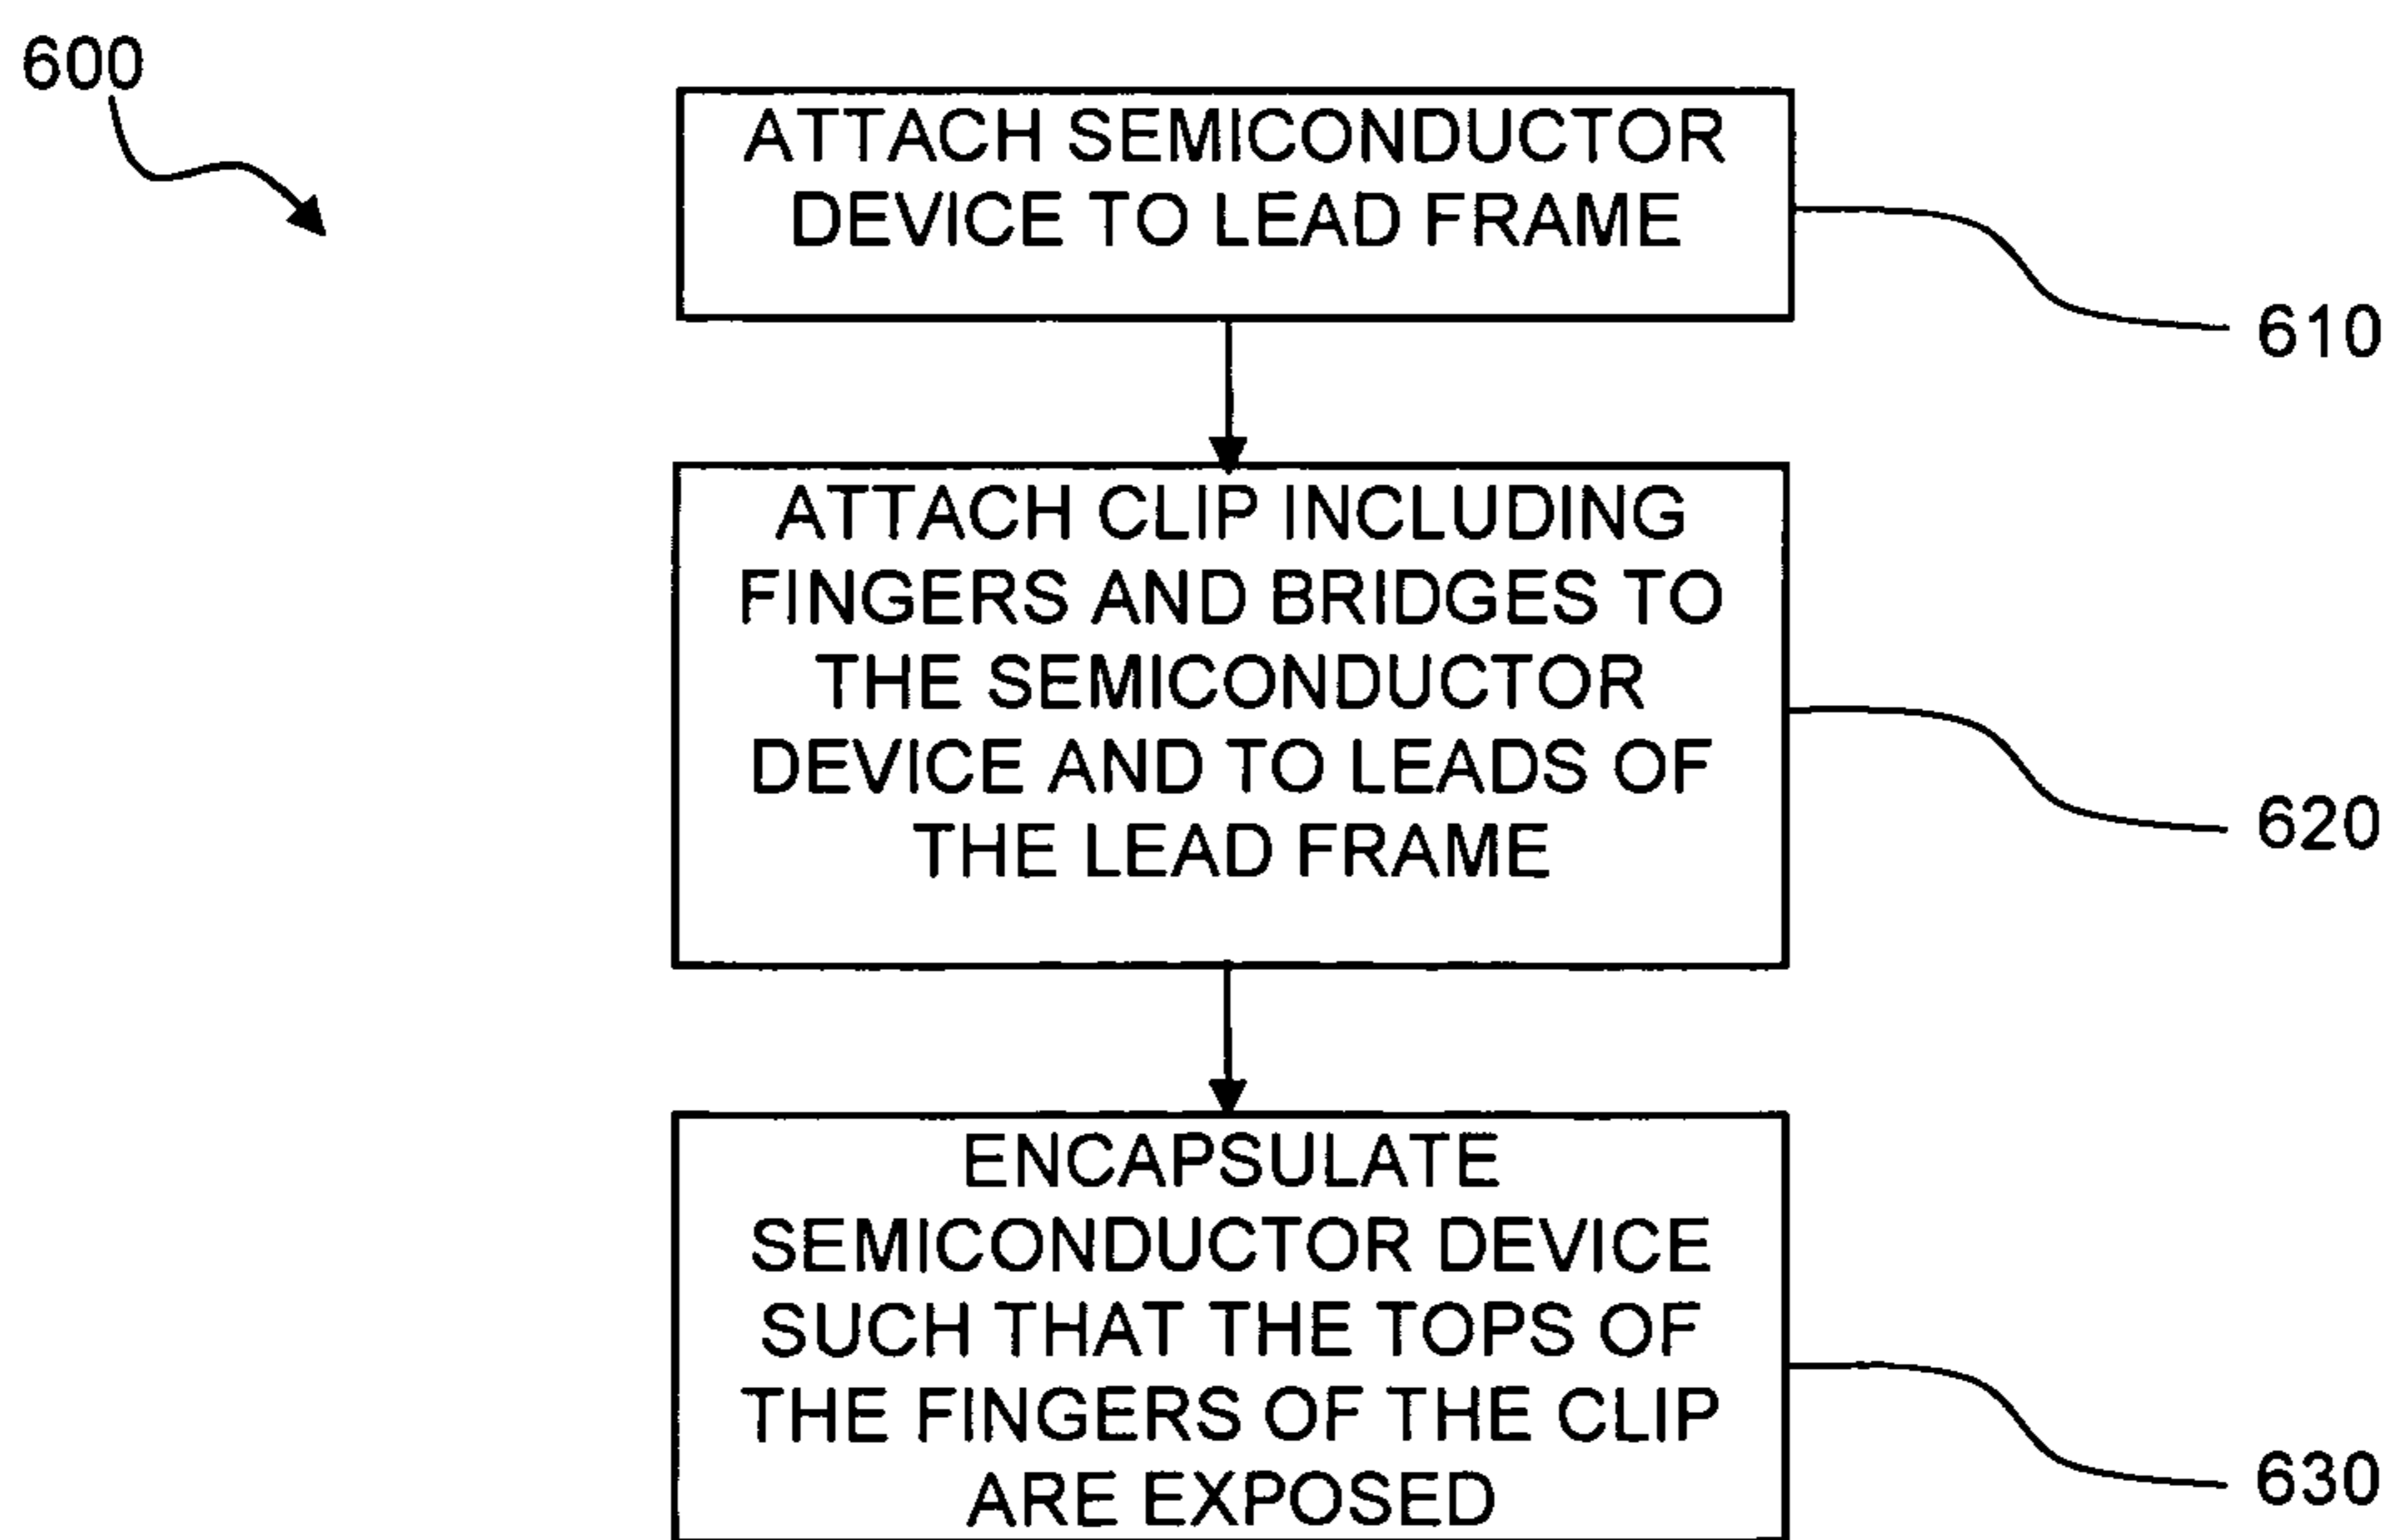 600
ATTACH SEMICONDUCTOR
DEVICE TO LEAD FRAME
610
ATTACH CLIP INCLUDING
FINGERS AND BRIDGES TO
THE SEMICONDUCTOR
DEVICE AND TO LEADS OF
THE LEAD FRAME
620
ENCAPSULATE
SEMICONDUCTOR DEVICE
SUCH THAT THE TOPS OF
THE FINGERS OF THE CLIP
ARE EXPOSED
630